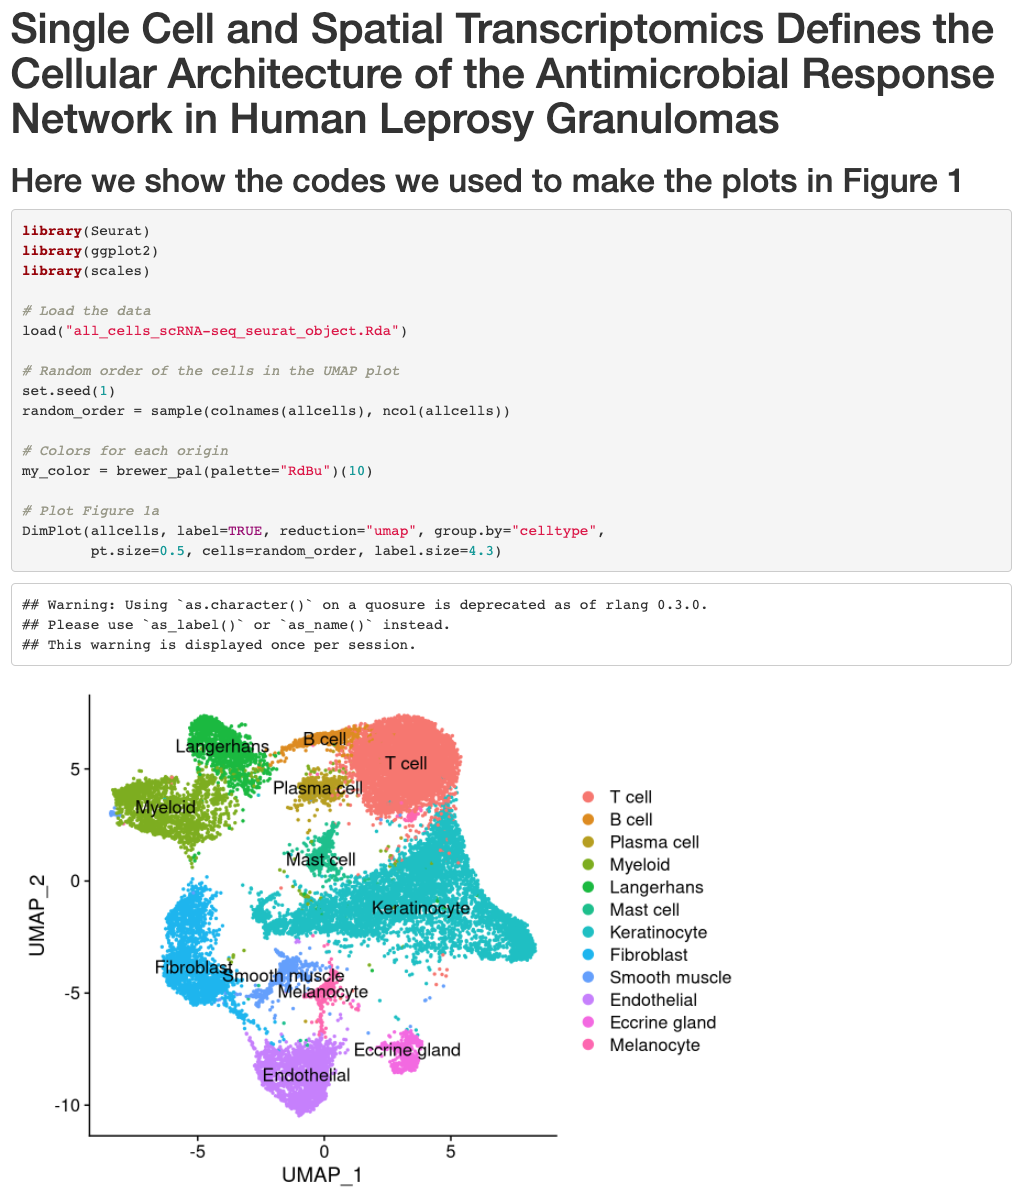 Single Cell and Spatial Transcriptomics Defines the
Cellular Architecture of the Antimicrobial Response
Network in Human Leprosy Granulomas
Here we show the codes we used to make the plots in Figure 1
library(Seurat)
library(ggplot2)
library(scales)
# Load the data
load("all_cells_scRNA-seq_seurat_object.Rda")
# Random order of the cells in the UMAP plot
set.seed(1)
random_order = sample(colnames(allcells), ncol(allcells))
# Colors for each origin
my_color = brewer_pal(palette="RdBu")(10)
# Plot Figure 1a
DimPlot(allcells, label=TRUE, reduction="umap", group.by="celltype",
        pt.size=0.5, cells=random_order, label.size=4.3)
## Warning: Using `as.character()` on a quosure is deprecated as of rlang 0.3.0.
## Please use `as_label()` or `as_name()` instead.
## This warning is displayed once per session.
Langerhans
B cell
T cell
Plasma cell
Myeloid
Mast cell
Keratinocyte
Fibroblast
Smooth muscle
Melanocyte
Eccrine gland
Endothelial
5
0
-5
-10
UMAP_2
-5 0 5
UMAP_1
T cell
B cell
Plasma cell
Myeloid
Langerhans
Mast cell
Keratinocyte
Fibroblast
Smooth muscle
Endothelial
Eccrine gland
Melanocyte